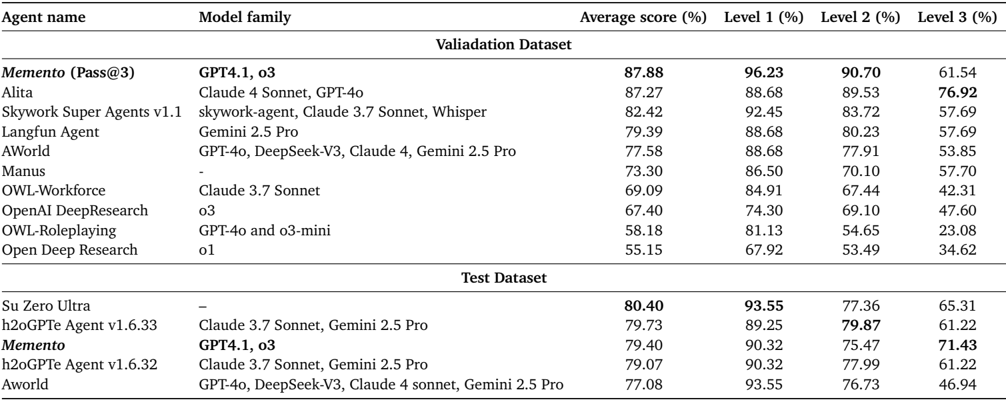 Agent name Model family Average score (%) Level 1 (%) Level 2 (%) Level 3 (%)
Valiadation Dataset
Memento (Pass@3) GPT4.1, o3 87.88 96.23 90.70 61.54
Alita Claude 4 Sonnet, GPT-4o 87.27 88.68 89.53 76.92
Skywork Super Agents v1.1 skywork-agent, Claude 3.7 Sonnet, Whisper 82.42 92.45 83.72 57.69
Langfun Agent Gemini 2.5 Pro 79.39 88.68 80.23 57.69
AWorld GPT-4o, DeepSeek-V3, Claude 4, Gemini 2.5 Pro 77.58 88.68 77.91 53.85
Manus - 73.30 86.50 70.10 57.70
OWL-Workforce Claude 3.7 Sonnet 69.09 84.91 67.44 42.31
OpenAI DeepResearch o3 67.40 74.30 69.10 47.60
OWL-Roleplaying GPT-4o and o3-mini 58.18 81.13 54.65 23.08
Open Deep Research o1 55.15 67.92 53.49 34.62
Test Dataset
Su Zero Ultra – 80.40 93.55 77.36 65.31
h2oGPTe Agent v1.6.33 Claude 3.7 Sonnet, Gemini 2.5 Pro 79.73 89.25 79.87 61.22
Memento GPT4.1, o3 79.40 90.32 75.47 71.43
h2oGPTe Agent v1.6.32 Claude 3.7 Sonnet, Gemini 2.5 Pro 79.07 90.32 77.99 61.22
Aworld GPT-4o, DeepSeek-V3, Claude 4 sonnet, Gemini 2.5 Pro 77.08 93.55 76.73 46.94